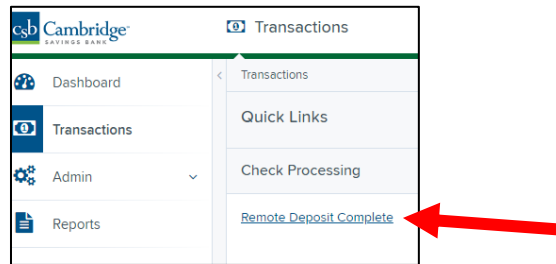 csb Cambridge
SAVINGS BANK
Transactions
Dashboard
Transactions
Admin
Reports
Transactions
Quick Links
Check Processing
Remote Deposit Complete